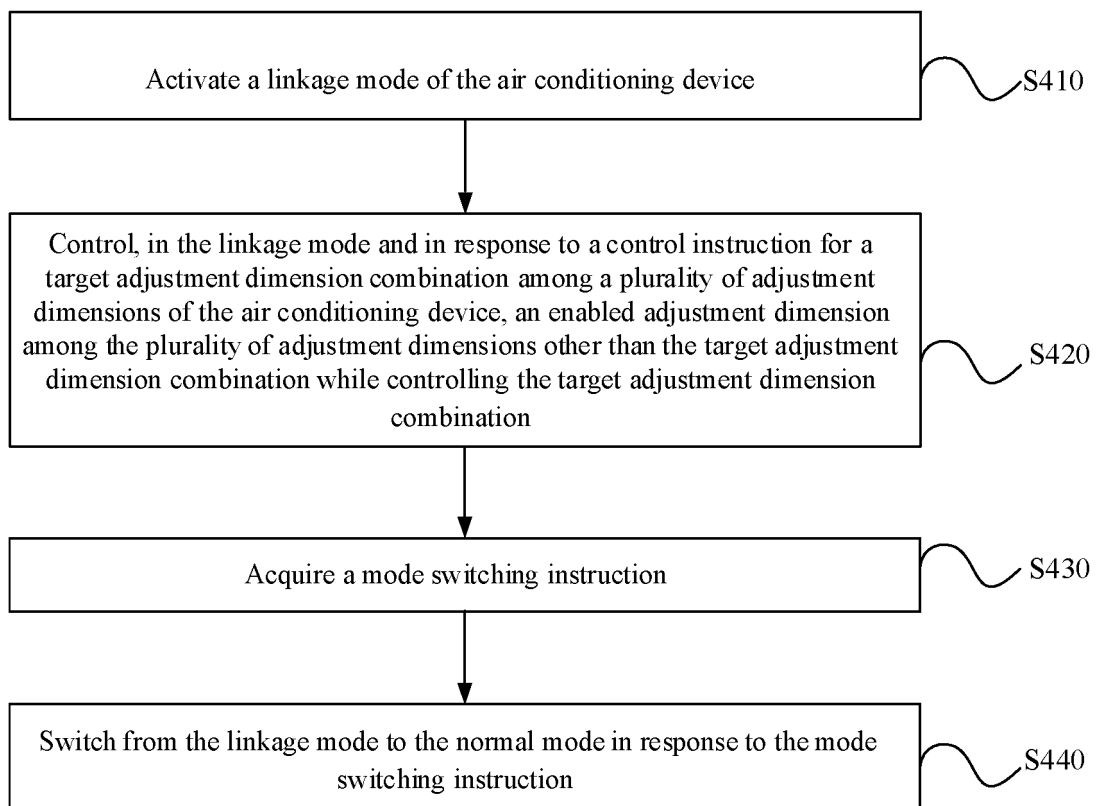 Activate a linkage mode of the air conditioning device
S410
Control, in the linkage mode and in response to a control instruction for a
target adjustment dimension combination among a plurality of adjustment
dimensions of the air conditioning device, an enabled adjustment dimension
among the plurality of adjustment dimensions other than the target adjustment
dimension combination while controlling the target adjustment dimension
combination
S420
Acquire a mode switching instruction
S430
Switch from the linkage mode to the normal mode in response to the mode
switching instruction
S440